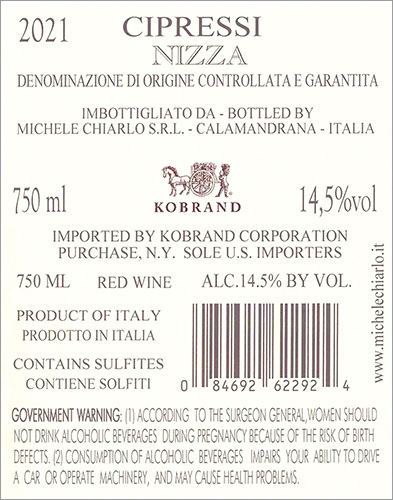 2021 CIPRESSI
NIZZA
DENOMINAZIONE DI ORIGINE CONTROLLATA E GARANTITA
IMBOTTIGLIATO DA - BOTTLED BY
MICHELE CHIARLO S.R.L. - CALAMANDRANA - ITALIA
750 ml KOBRAND 14,5%vol
IMPORTED BY KOBRAND CORPORATION
PURCHASE, N.Y. SOLE U.S. IMPORTERS
750 ML RED WINE ALC.14.5% BY VOL.
www.michelechiarlo.it
PRODUCT OF ITALY
PRODOTTO IN ITALIA
CONTAINS SULFITES
CONTIENE SOLFITI
0 84692 62292 4
GOVERNMENT WARNING: (1) ACCORDING TO THE SURGEON GENERAL, WOMEN SHOULD
NOT DRINK ALCOHOLIC BEVERAGES DURING PREGNANCY BECAUSE OF THE RISK OF BIRTH
DEFECTS. (2) CONSUMPTION OF ALCOHOLIC BEVERAGES IMPAIRS YOUR ABILITY TO DRIVE
A CAR OR OPERATE MACHINERY, AND MAY CAUSE HEALTH PROBLEMS.